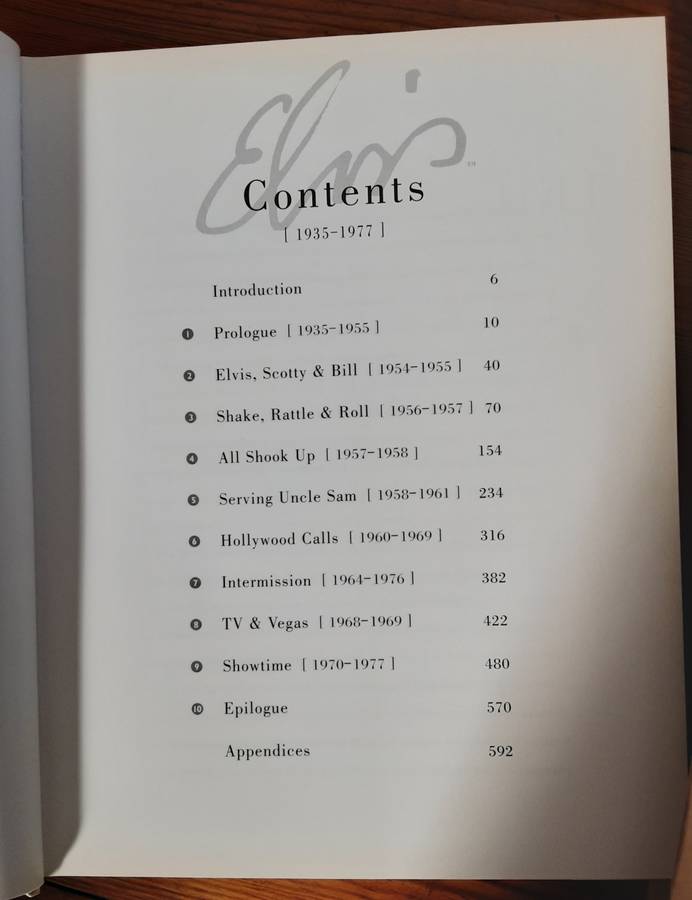 Elvis™
Contents
[ 1935–1977 ]
Introduction 6
1 Prologue [ 1935–1955 ] 10
2 Elvis, Scotty & Bill [ 1954–1955 ] 40
3 Shake, Rattle & Roll [ 1956–1957 ] 70
4 All Shook Up [ 1957–1958 ] 154
5 Serving Uncle Sam [ 1958–1961 ] 234
6 Hollywood Calls [ 1960–1969 ] 316
7 Intermission [ 1964–1976 ] 382
8 TV & Vegas [ 1968–1969 ] 422
9 Showtime [ 1970–1977 ] 480
10 Epilogue 570
Appendices 592